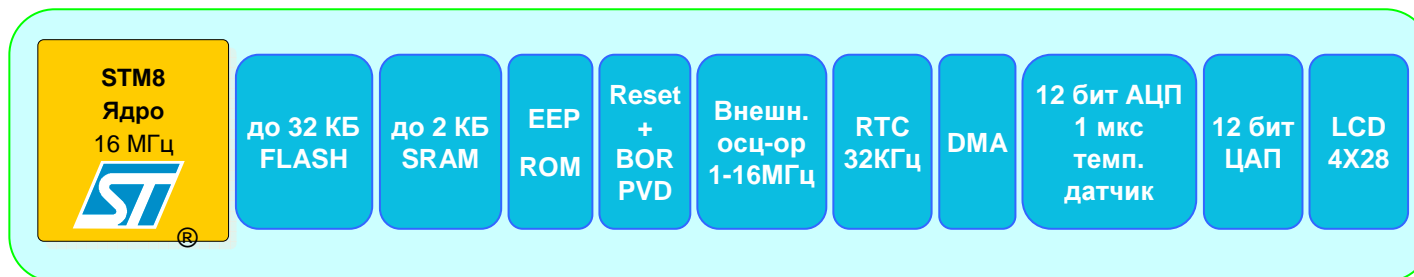 STM8
Ядро
16 МГц
ST
®
до 32 КБ
FLASH
до 2 КБ
SRAM
EEP
ROM
Reset
+
BOR
PVD
Внешн.
осц-ор
1-16МГц
RTC
32КГц
DMA
12 бит АЦП
1 мкс
темп.
датчик
12 бит
ЦАП
LCD
4X28